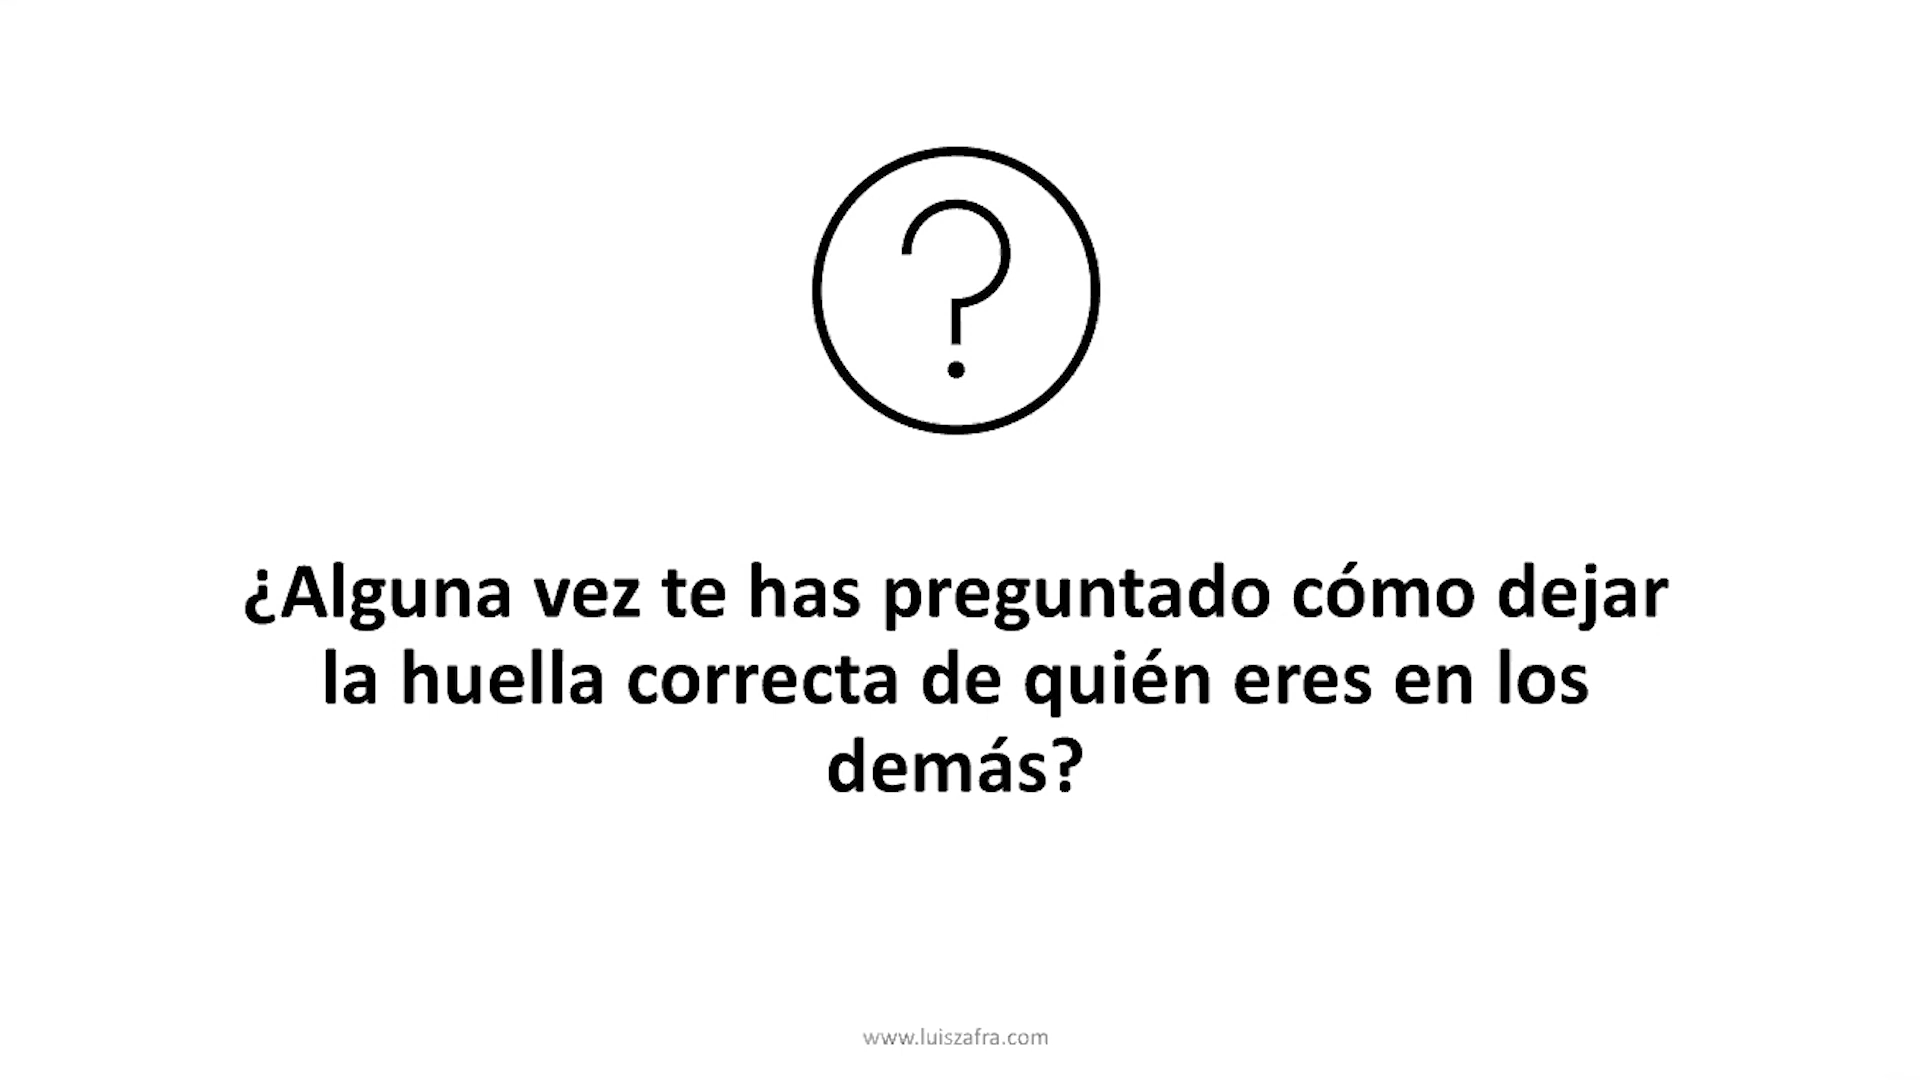 ¿Alguna vez te has preguntado cómo dejar
la huella correcta de quién eres en los
demás?
www.luiszafra.com